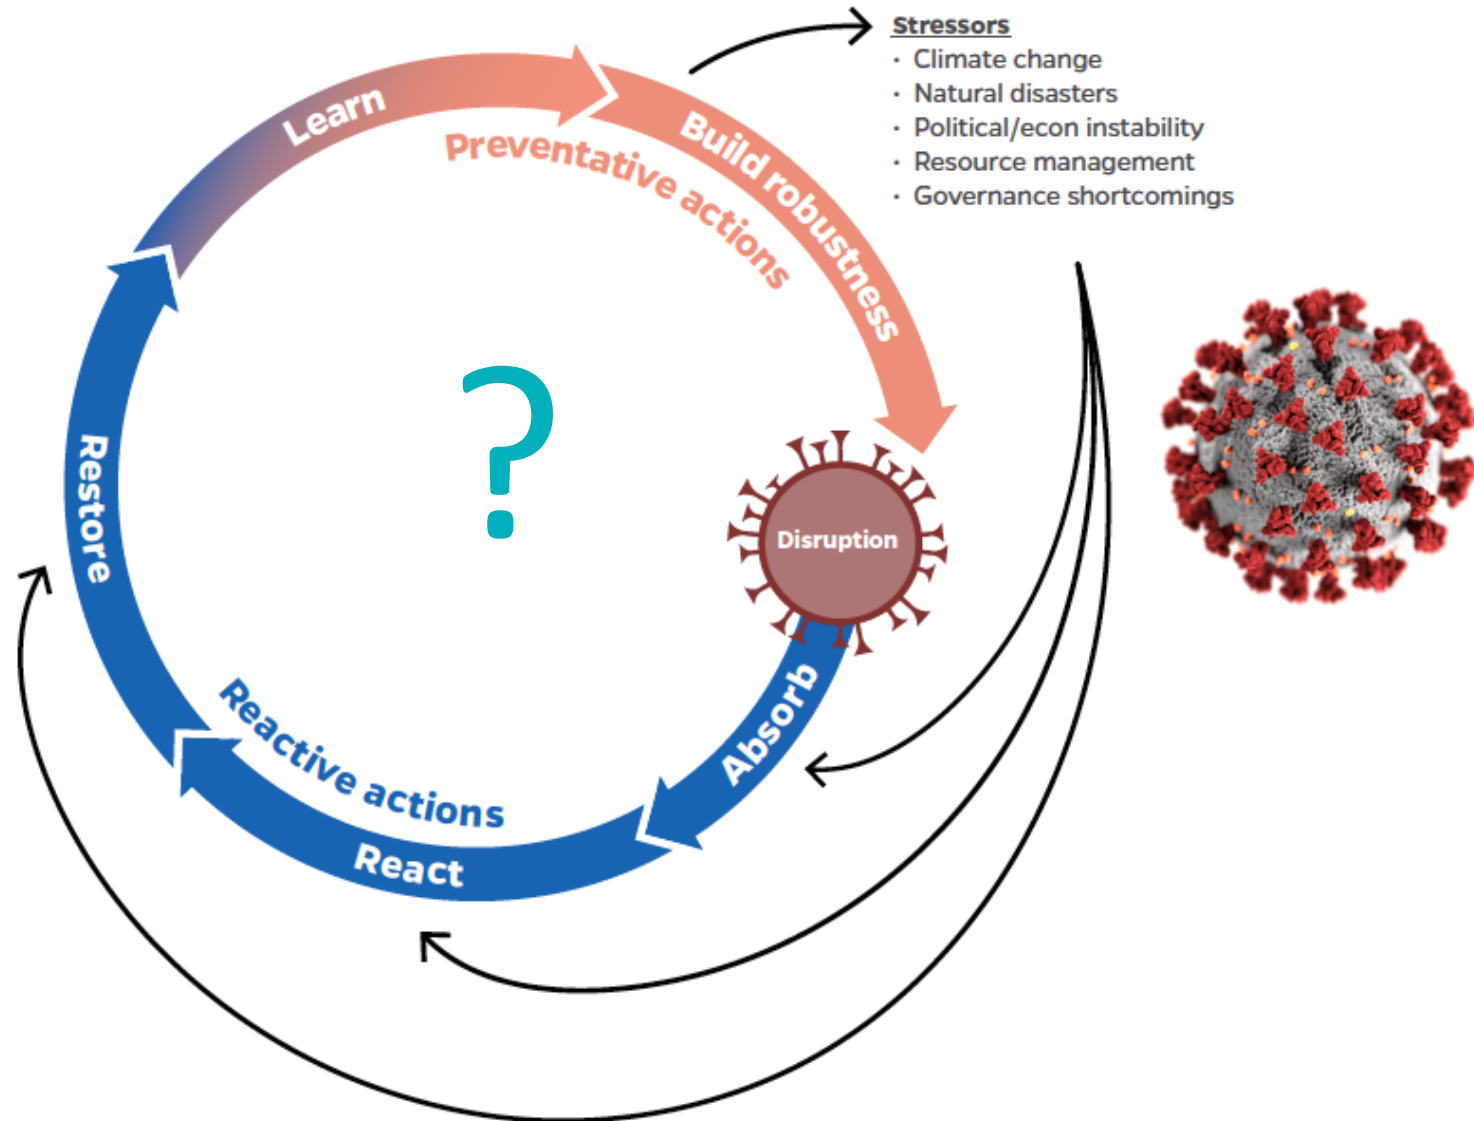 Stressors
· Climate change
· Natural disasters
· Political/econ instability
· Resource management
· Governance shortcomings
Learn
Preventative actions
Build robustness
?
Disruption
Restore
Absorb
Reactive actions
React